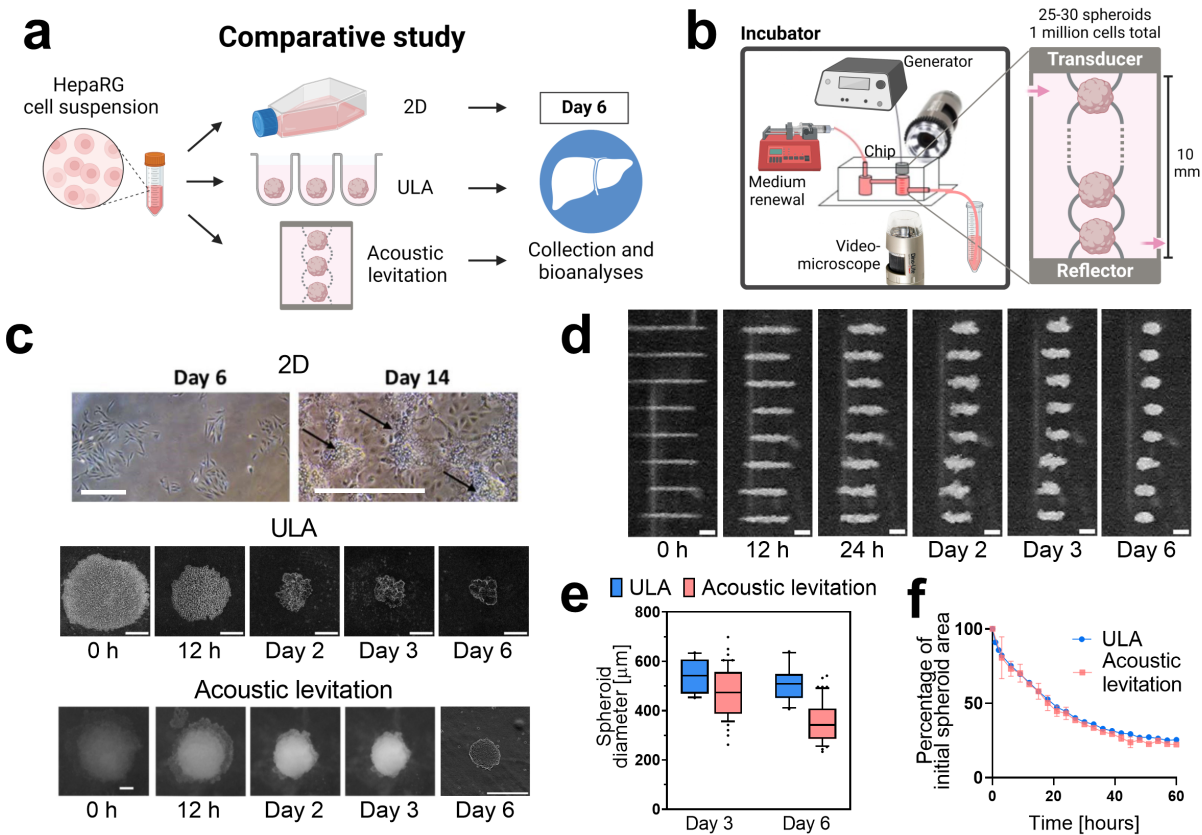 a
Comparative study
HepaRG
cell suspension
2D
ULA
Acoustic
levitation
Day 6
Collection and
bioanalyses
b
Incubator
Generator
Chip
Medium
renewal
Video-
microscope
Dino-Lite
25-30 spheroids
1 million cells total
Transducer
Reflector
10
mm
c
2D
Day 6
Day 14
ULA
0 h
12 h
Day 2
Day 3
Day 6
Acoustic levitation
0 h
12 h
Day 2
Day 3
Day 6
d
0 h
12 h
24 h
Day 2
Day 3
Day 6
e
ULA
Acoustic levitation
Spheroid
diameter [μm]
800
600
400
200
0
Day 3
Day 6
f
Percentage of
initial spheroid area
100
50
0
0
20
40
60
Time [hours]
ULA
Acoustic
levitation